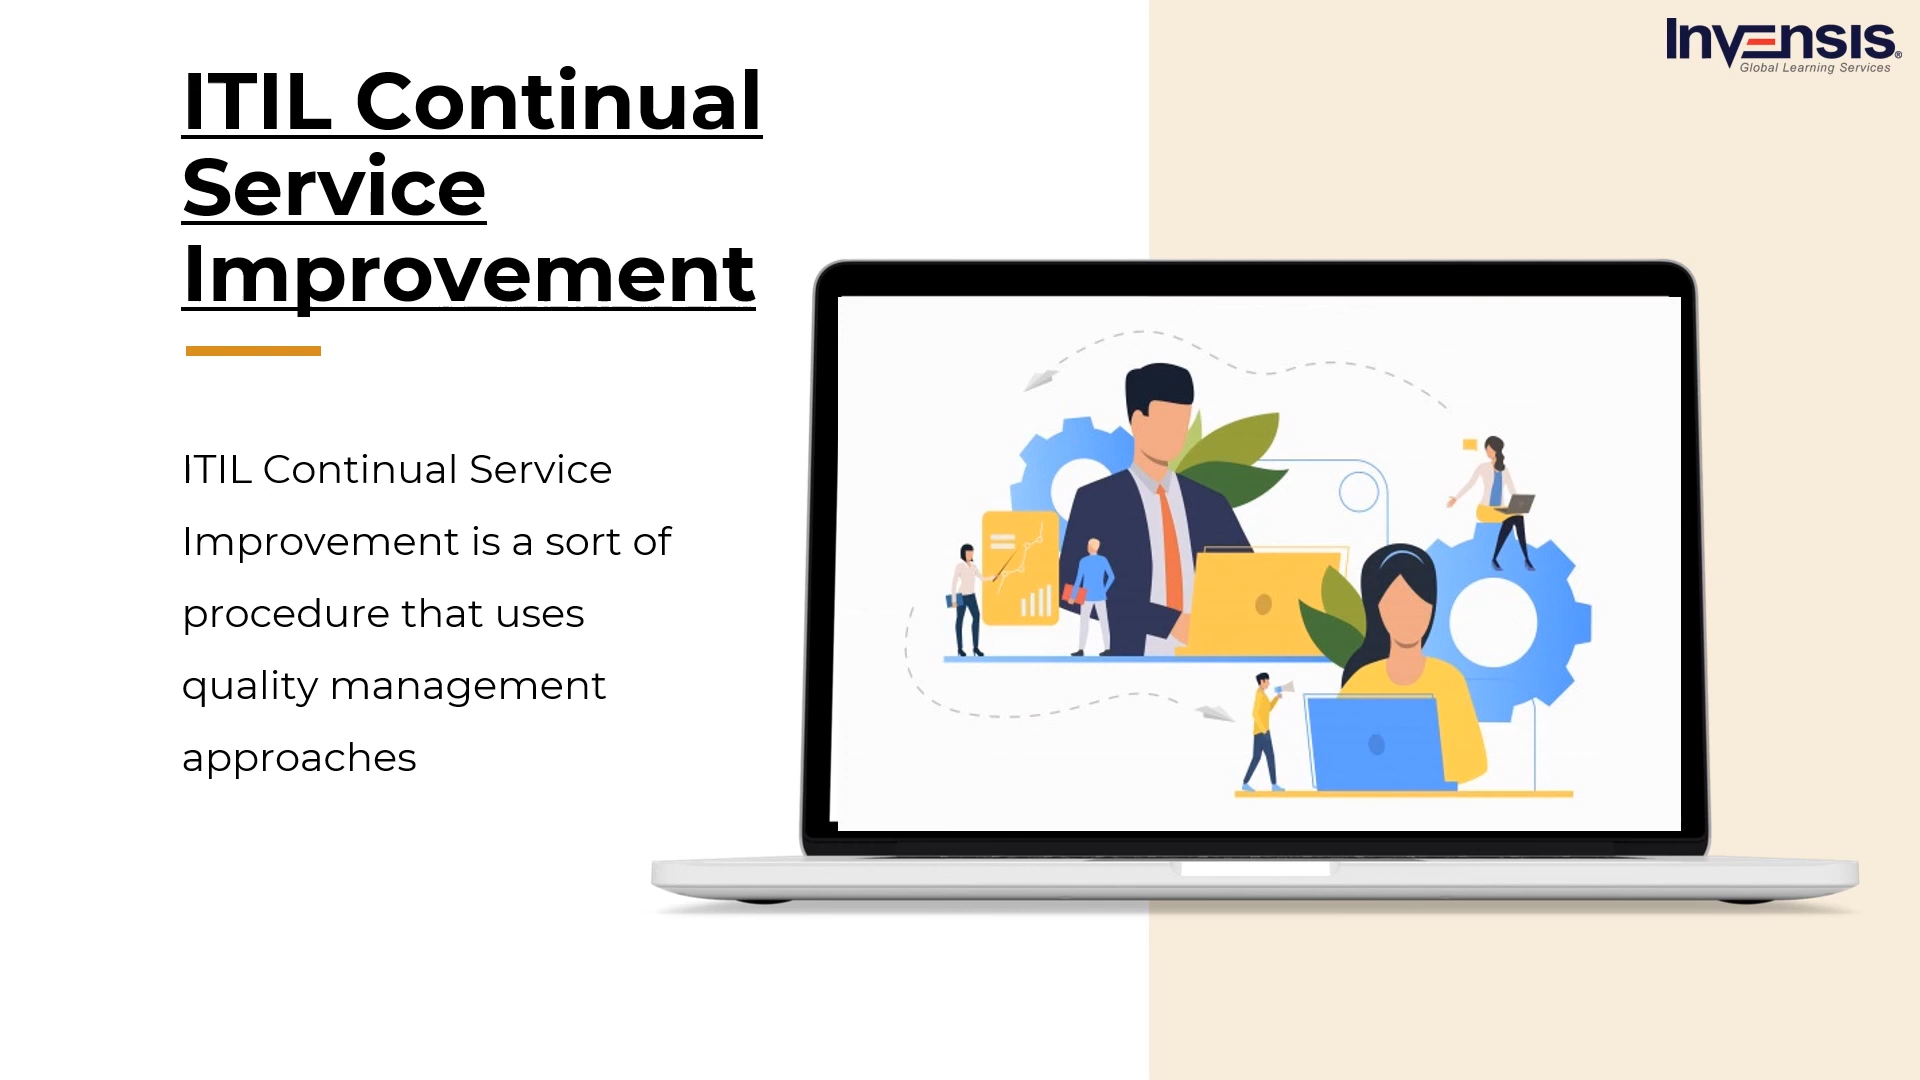 Invensis®
Global Learning Services
ITIL Continual
Service
Improvement
ITIL Continual Service
Improvement is a sort of
procedure that uses
quality management
approaches